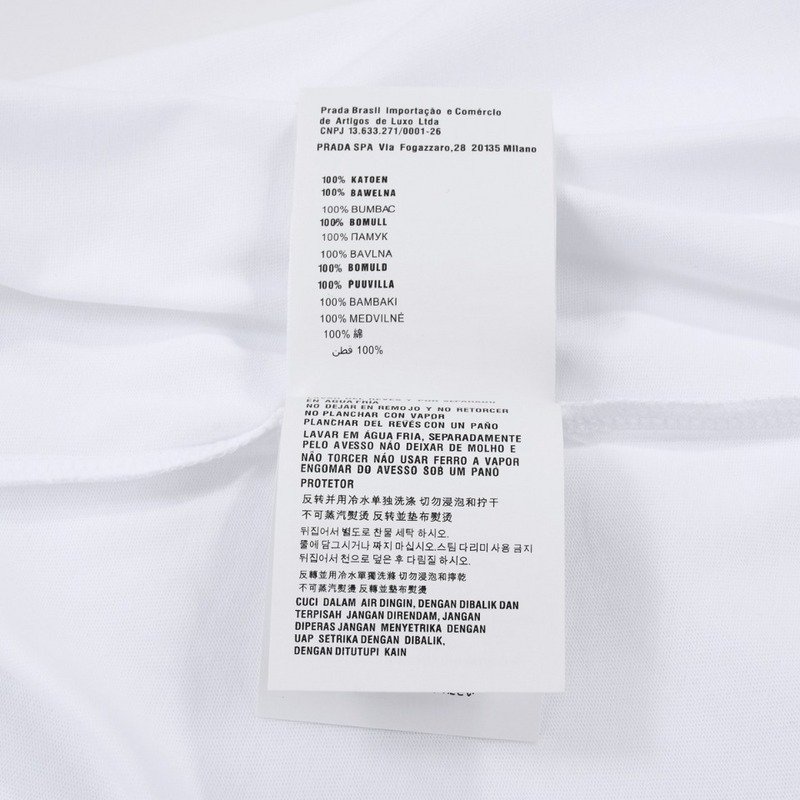 Prada Brasil Importação e Comércio
de Artigos de Luxo Ltda
CNPJ 13.633.271/0001-26
PRADA SPA Via Fogazzaro,28 20135 Milano
100% KATOEN
100% BAWELNA
100% BUMBAC
100% BOMULL
100% ПАМУК
100% BAVLNA
100% BOMULD
100% PUUVILLA
100% BAMBAKI
100% MEDVILNÉ
100% 綿
100% قطن
EN AGUA FRIA
NO DEJAR EN REMOJO Y NO RETORCER
NO PLANCHAR CON VAPOR
PLANCHAR DEL REVÉS CON UN PAÑO
LAVAR EM ÁGUA FRIA, SEPARADAMENTE
PELO AVESSO NÃO DEIXAR DE MOLHO E
NÃO TORCER NÃO USAR FERRO A VAPOR
ENGOMAR DO AVESSO SOB UM PANO
PROTETOR
反转并用冷水单独洗涤 切勿浸泡和拧干
不可蒸汽熨烫 反转並垫布熨烫
뒤집어서 별도로 찬물 세탁 하시오.
물에 담그시거나 짜지 마십시오.스팀 다리미 사용 금지
뒤집어서 천으로 덮은 후 다림질 하시오.
反轉並用冷水單獨洗滌 切勿浸泡和擰乾
不可蒸汽熨燙 反轉並墊布熨燙
CUCI DALAM AIR DINGIN, DENGAN DIBALIK DAN
TERPISAH JANGAN DIRENDAM, JANGAN
DIPERAS JANGAN MENYETRIKA DENGAN
UAP SETRIKA DENGAN DIBALIK,
DENGAN DITUTUPI KAIN